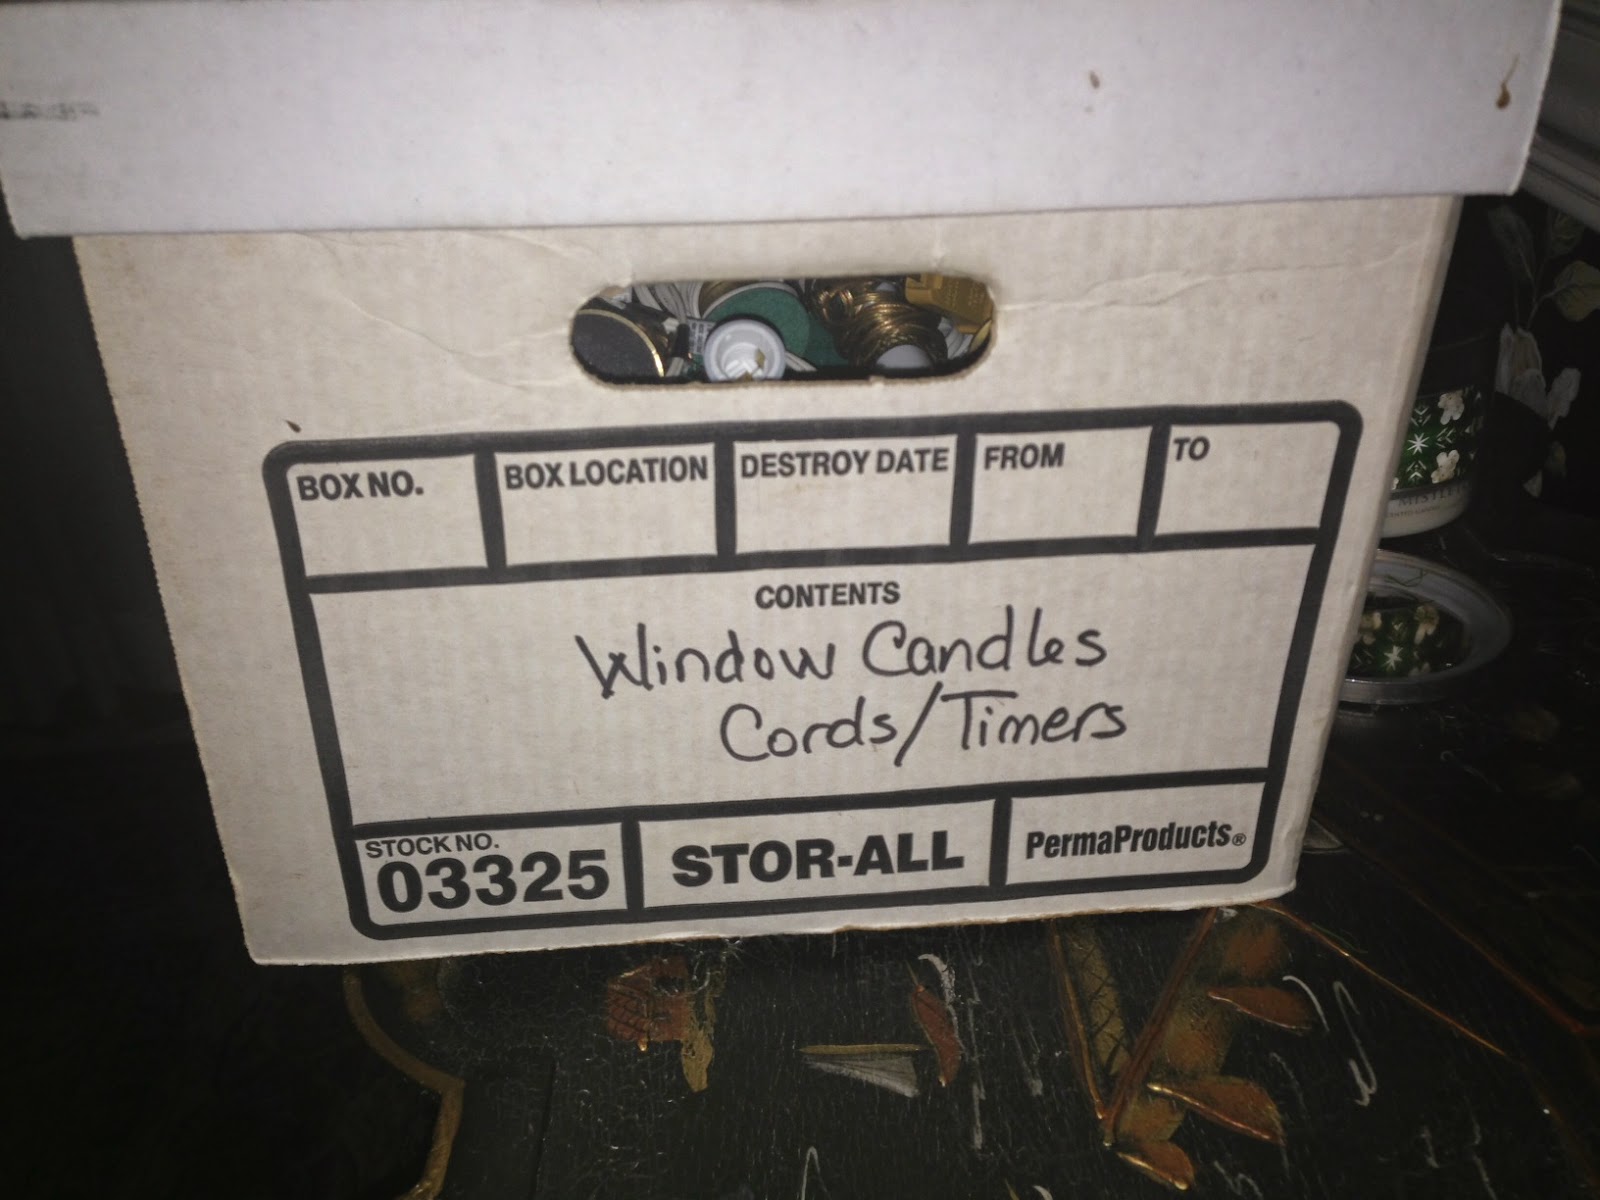 BOX NO.
BOX LOCATION
DESTROY DATE
FROM
TO
CONTENTS
Window Candles
Cords/Timers
STOCK NO.
03325
STOR-ALL
PermaProducts®